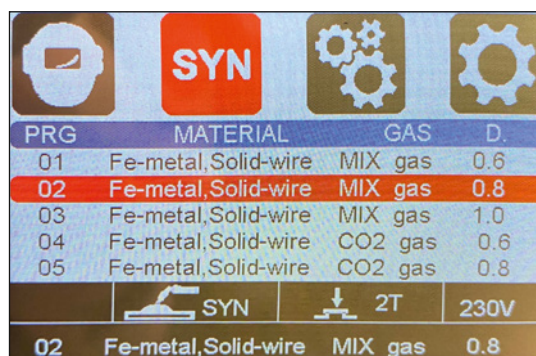 SYN
PRG MATERIAL GAS D.
01 Fe-metal,Solid-wire MIX gas 0.6
02 Fe-metal,Solid-wire MIX gas 0.8
03 Fe-metal,Solid-wire MIX gas 1.0
04 Fe-metal,Solid-wire CO2 gas 0.6
05 Fe-metal,Solid-wire CO2 gas 0.8
SYN 2T 230V
02 Fe-metal,Solid-wire MIX gas 0.8